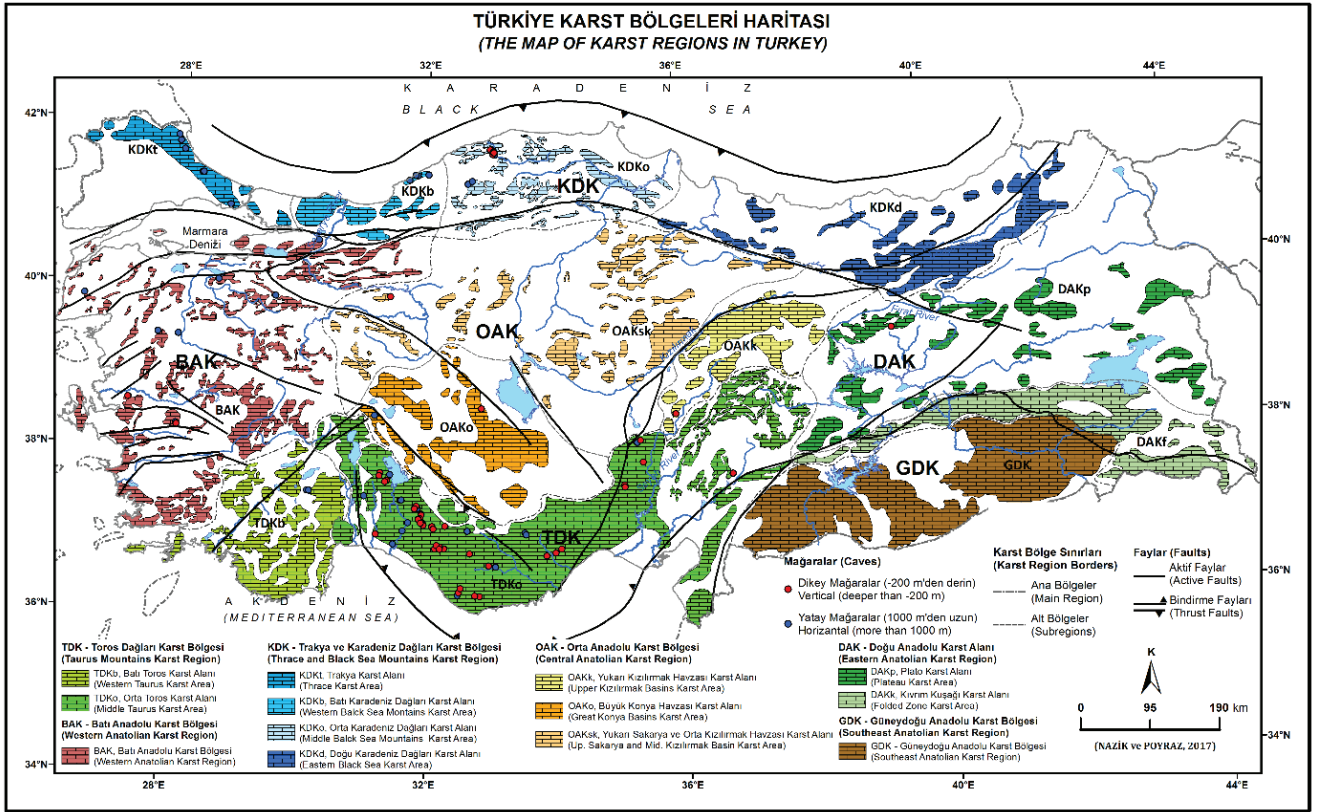 TÜRKİYE KARST BÖLGELERİ HARİTASI
(THE MAP OF KARST REGIONS IN TURKEY)
28°E 32°E 36°E 40°E 44°E
K A R A D E N İ Z
B L A C K S E A
42°N
KDKt
KDKb
KDKo
KDK
KDKd
Marmara
Denizi
40°N 40°N
DAKp
OAK
OAKsk
OAKk
DAK
BAK
BAK
OAKo
38°N 38°N
DAKf
GDK
GDK
River
River
TDKb
TDK
TDKo
36°N 36°N
A K D E N İ Z
(MEDITERRANEAN SEA)
Mağaralar (Caves)
Dikey Mağaralar (-200 m'den derin)
Vertical (deeper than -200 m)
Yatay Mağaralar (1000 m'den uzun)
Horizantal (more than 1000 m)
Karst Bölge Sınırları
(Karst Region Borders)
Ana Bölgeler
(Main Region)
Alt Bölgeler
(Subregions)
Faylar (Faults)
Aktif Faylar
(Active Faults)
Bindirme Fayları
(Thrust Faults)
TDK - Toros Dağları Karst Bölgesi
(Taurus Mountains Karst Region)
TDKb, Batı Toros Karst Alanı
(Western Taurus Karst Area)
TDKo, Orta Toros Karst Alanı
(Middle Taurus Karst Area)
BAK - Batı Anadolu Karst Bölgesi
(Western Anatolian Karst Region)
BAK, Batı Anadolu Karst Bölgesi
(Western Anatolian Karst Region)
KDK - Trakya ve Karadeniz Dağları Karst Bölgesi
(Thrace and Black Sea Mountains Karst Region)
KDKt, Trakya Karst Alanı
(Thrace Karst Area)
KDKb, Batı Karadeniz Dagları Karst Alanı
(Western Balck Sea Montains Karst Area)
KDKo, Orta Karadeniz Dağları Karst Alanı
(Middle Balck Sea Mountains Karst Area)
KDKd, Doğu Karadeniz Dağları Karst Alanı
(Eastern Black Sea Karst Area)
OAK - Orta Anadolu Karst Bölgesi
(Central Anatolian Karst Region)
OAKk, Yukarı Kızılırmak Havzası Karst Alanı
(Upper Kızılırmak Basins Karst Area)
OAKo, Büyük Konya Havzası Karst Alanı
(Great Konya Basins Karst Area)
OAKsk, Yukarı Sakarya ve Orta Kızılırmak Havzası Karst Alanı
(Up. Sakarya and Mid. Kızılırmak Basin Karst Area)
DAK - Doğu Anadolu Karst Alanı
(Eastern Anatolian Karst Region)
DAKp, Plato Karst Alanı
(Plateau Karst Area)
DAKk, Kıvrım Kuşağı Karst Alanı
(Folded Zone Karst Area)
GDK - Güneydoğu Anadolu Karst Bölgesi
(Southeast Anatolian Karst Region)
GDK - Güneydoğu Anadolu Karst Bölgesi
(Southeast Anatolian Karst Region)
K
0 95 190 km
(NAZİK ve POYRAZ, 2017)
34°N 34°N
28°E 32°E 36°E 40°E 44°E